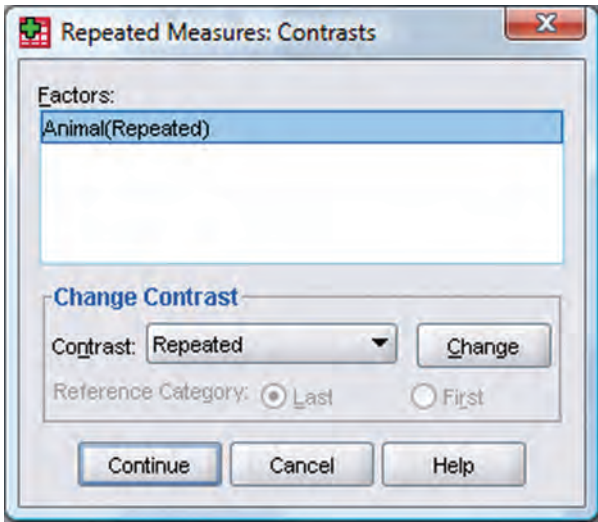 Repeated Measures: Contrasts
Factors:
Animal(Repeated)
Change Contrast
Contrast: Repeated Change
Reference Category: Last First
Continue Cancel Help